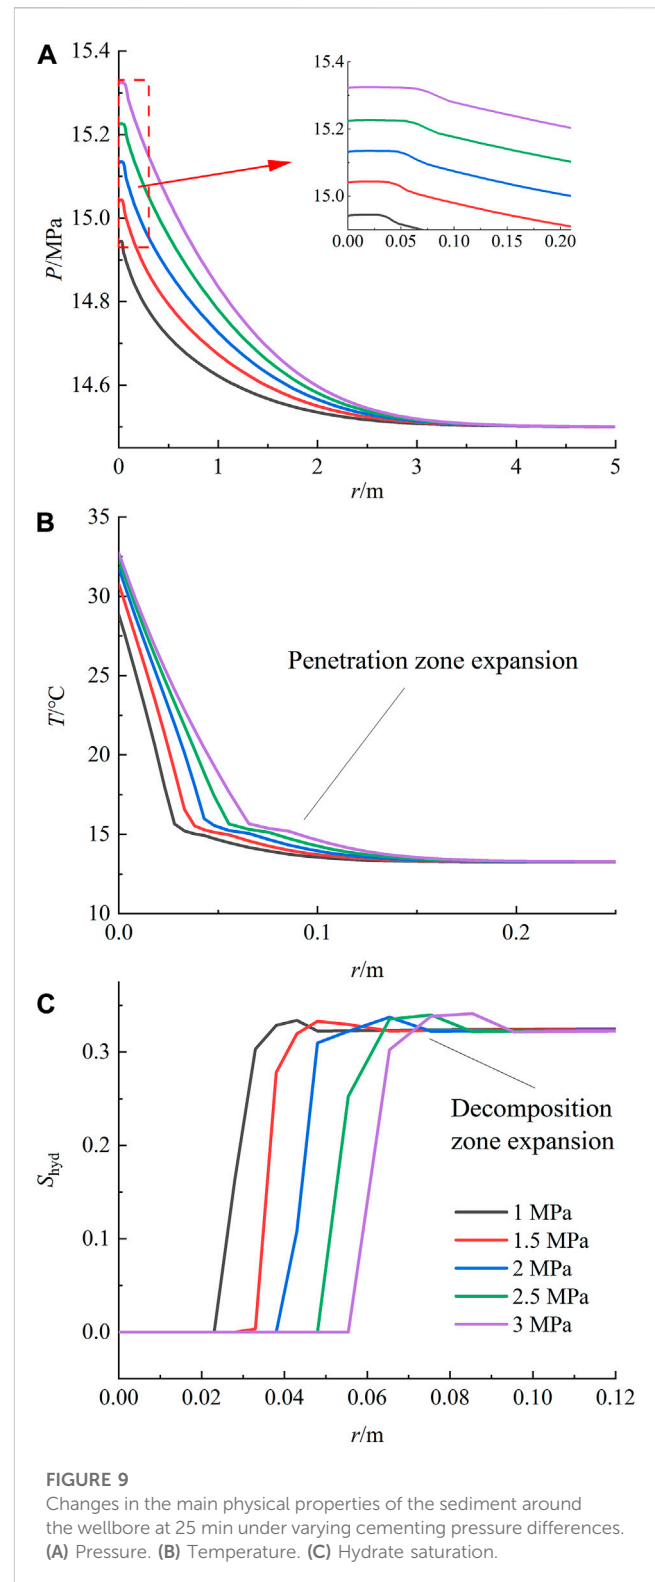 A
15.4
15.2
15.0
14.8
14.6
P/MPa
0 1 2 3 4 5
r/m
15.4
15.2
15.0
0.00 0.05 0.10 0.15 0.20
B
35
30
25
20
15
10
T/°C
Penetration zone expansion
0.0 0.1 0.2
r/m
C
0.3
0.2
0.1
0.0
Shyd
Decomposition
zone expansion
1 MPa
1.5 MPa
2 MPa
2.5 MPa
3 MPa
0.00 0.02 0.04 0.06 0.08 0.10 0.12
r/m
FIGURE 9
Changes in the main physical properties of the sediment around
the wellbore at 25 min under varying cementing pressure differences.
(A) Pressure. (B) Temperature. (C) Hydrate saturation.